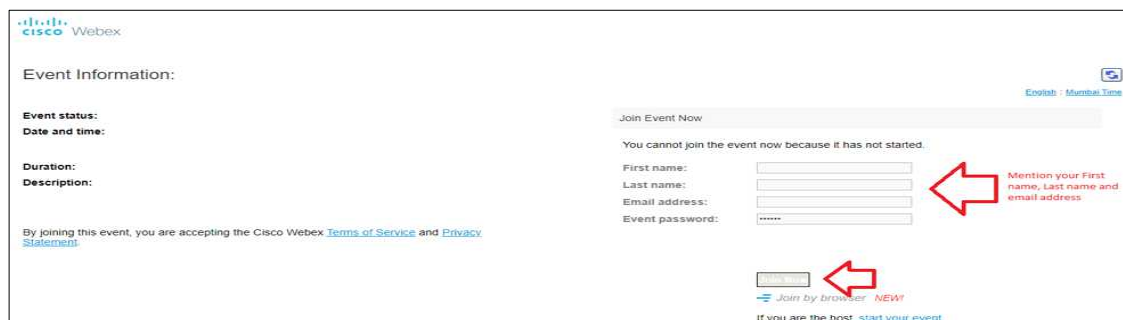 CISCO Webex
Event Information:
English : Mumbai Time
Event status:
Date and time:
Duration:
Description:
By joining this event, you are accepting the Cisco Webex Terms of Service and Privacy
Statement.
Join Event Now
You cannot join the event now because it has not started.
First name:
Last name:
Email address:
Event password:
Mention your First
name, Last name and
email address
Join Now
Join by browser NEW!
If you are the host, start your event.